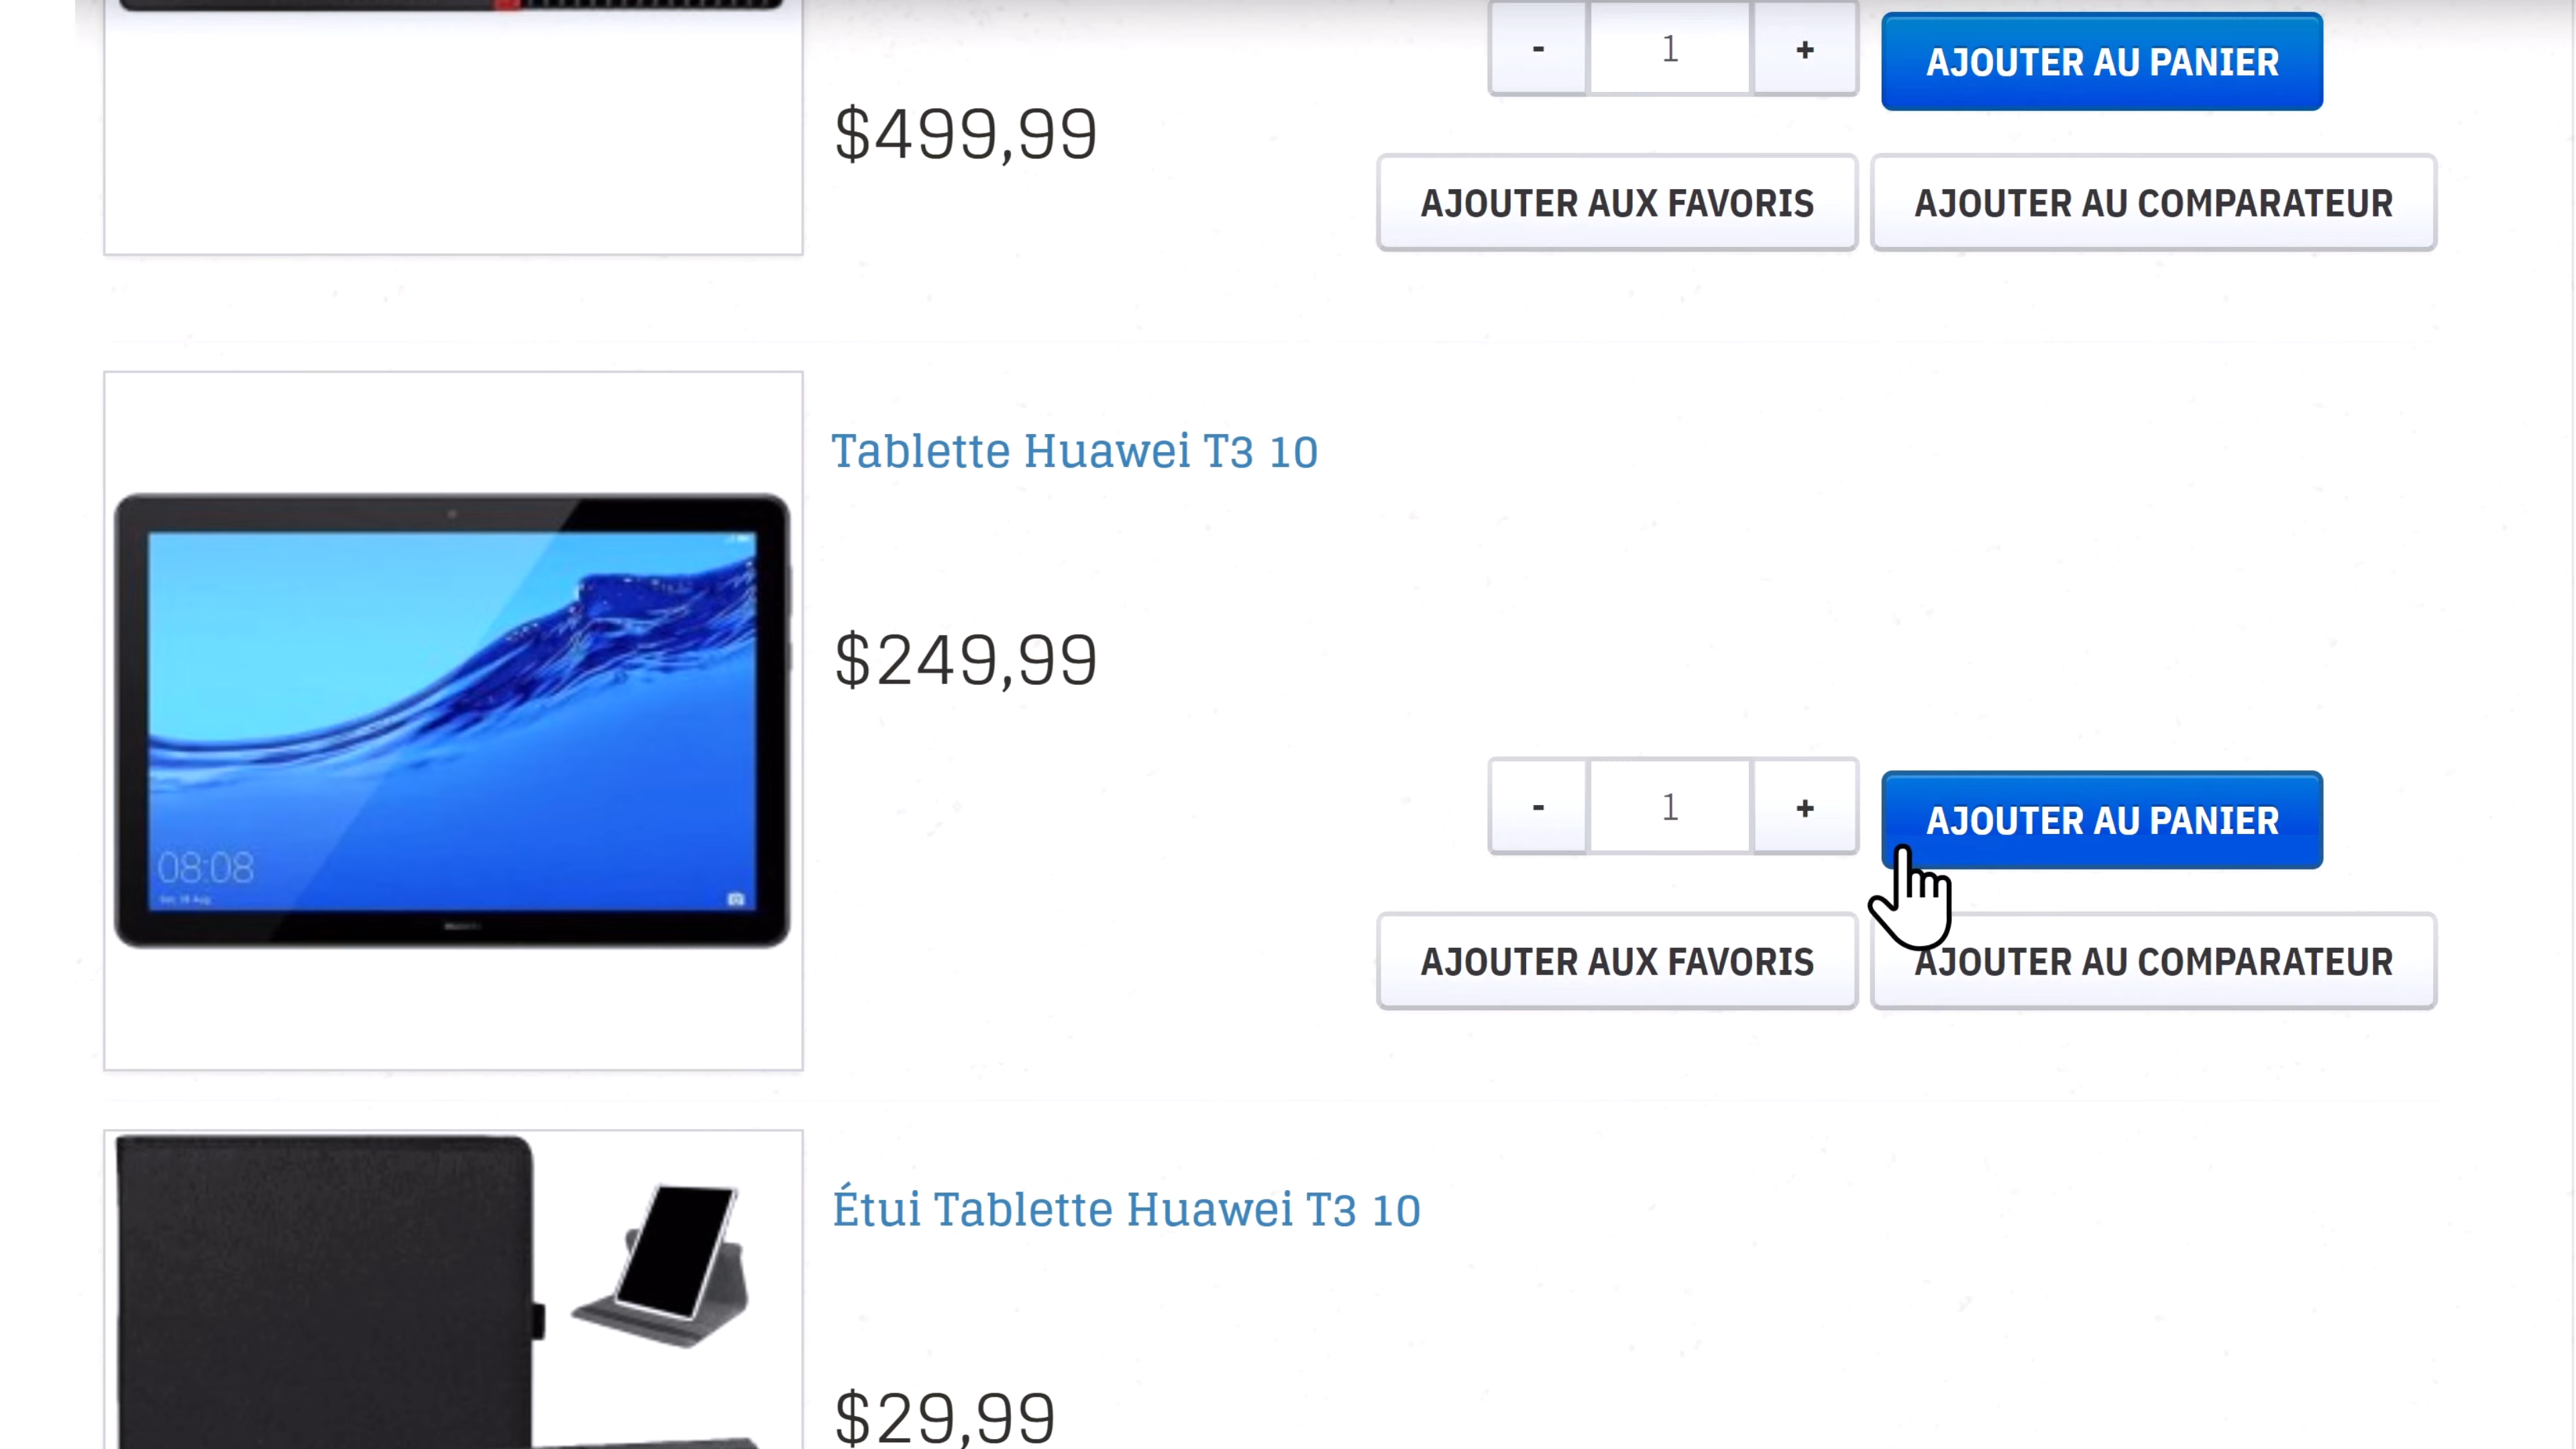 - 1 + AJOUTER AU PANIER
$499,99
AJOUTER AUX FAVORIS AJOUTER AU COMPARATEUR
Tablette Huawei T3 10
$249,99
- 1 + AJOUTER AU PANIER
08:08
AJOUTER AUX FAVORIS AJOUTER AU COMPARATEUR
Étui Tablette Huawei T3 10
$29,99